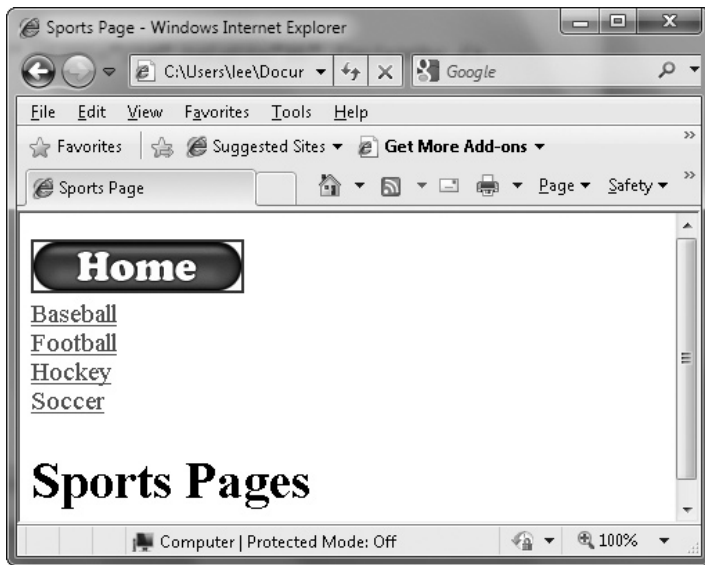 Sports Page - Windows Internet Explorer
C:\Users\lee\Docur Google
File Edit View Favorites Tools Help
Favorites Suggested Sites Get More Add-ons »
Sports Page Page Safety »
Home
Baseball
Football
Hockey
Soccer
Sports Pages
Computer | Protected Mode: Off 100%